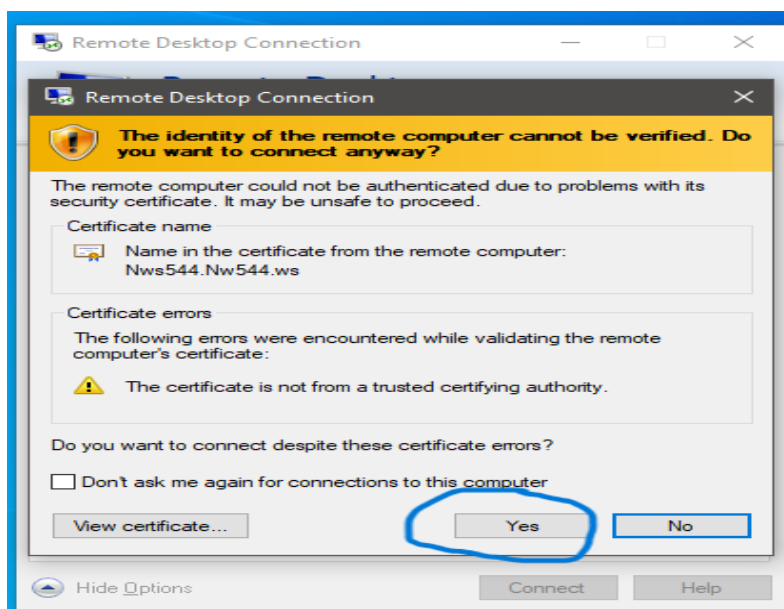 Remote Desktop Connection
Remote Desktop Connection
The identity of the remote computer cannot be verified. Do
you want to connect anyway?
The remote computer could not be authenticated due to problems with its
security certificate. It may be unsafe to proceed.
Certificate name
Name in the certificate from the remote computer:
Nws544.Nw544.ws
Certificate errors
The following errors were encountered while validating the remote
computer's certificate:
The certificate is not from a trusted certifying authority.
Do you want to connect despite these certificate errors?
Don't ask me again for connections to this computer
View certificate...
Yes
No
Hide Options
Connect
Help